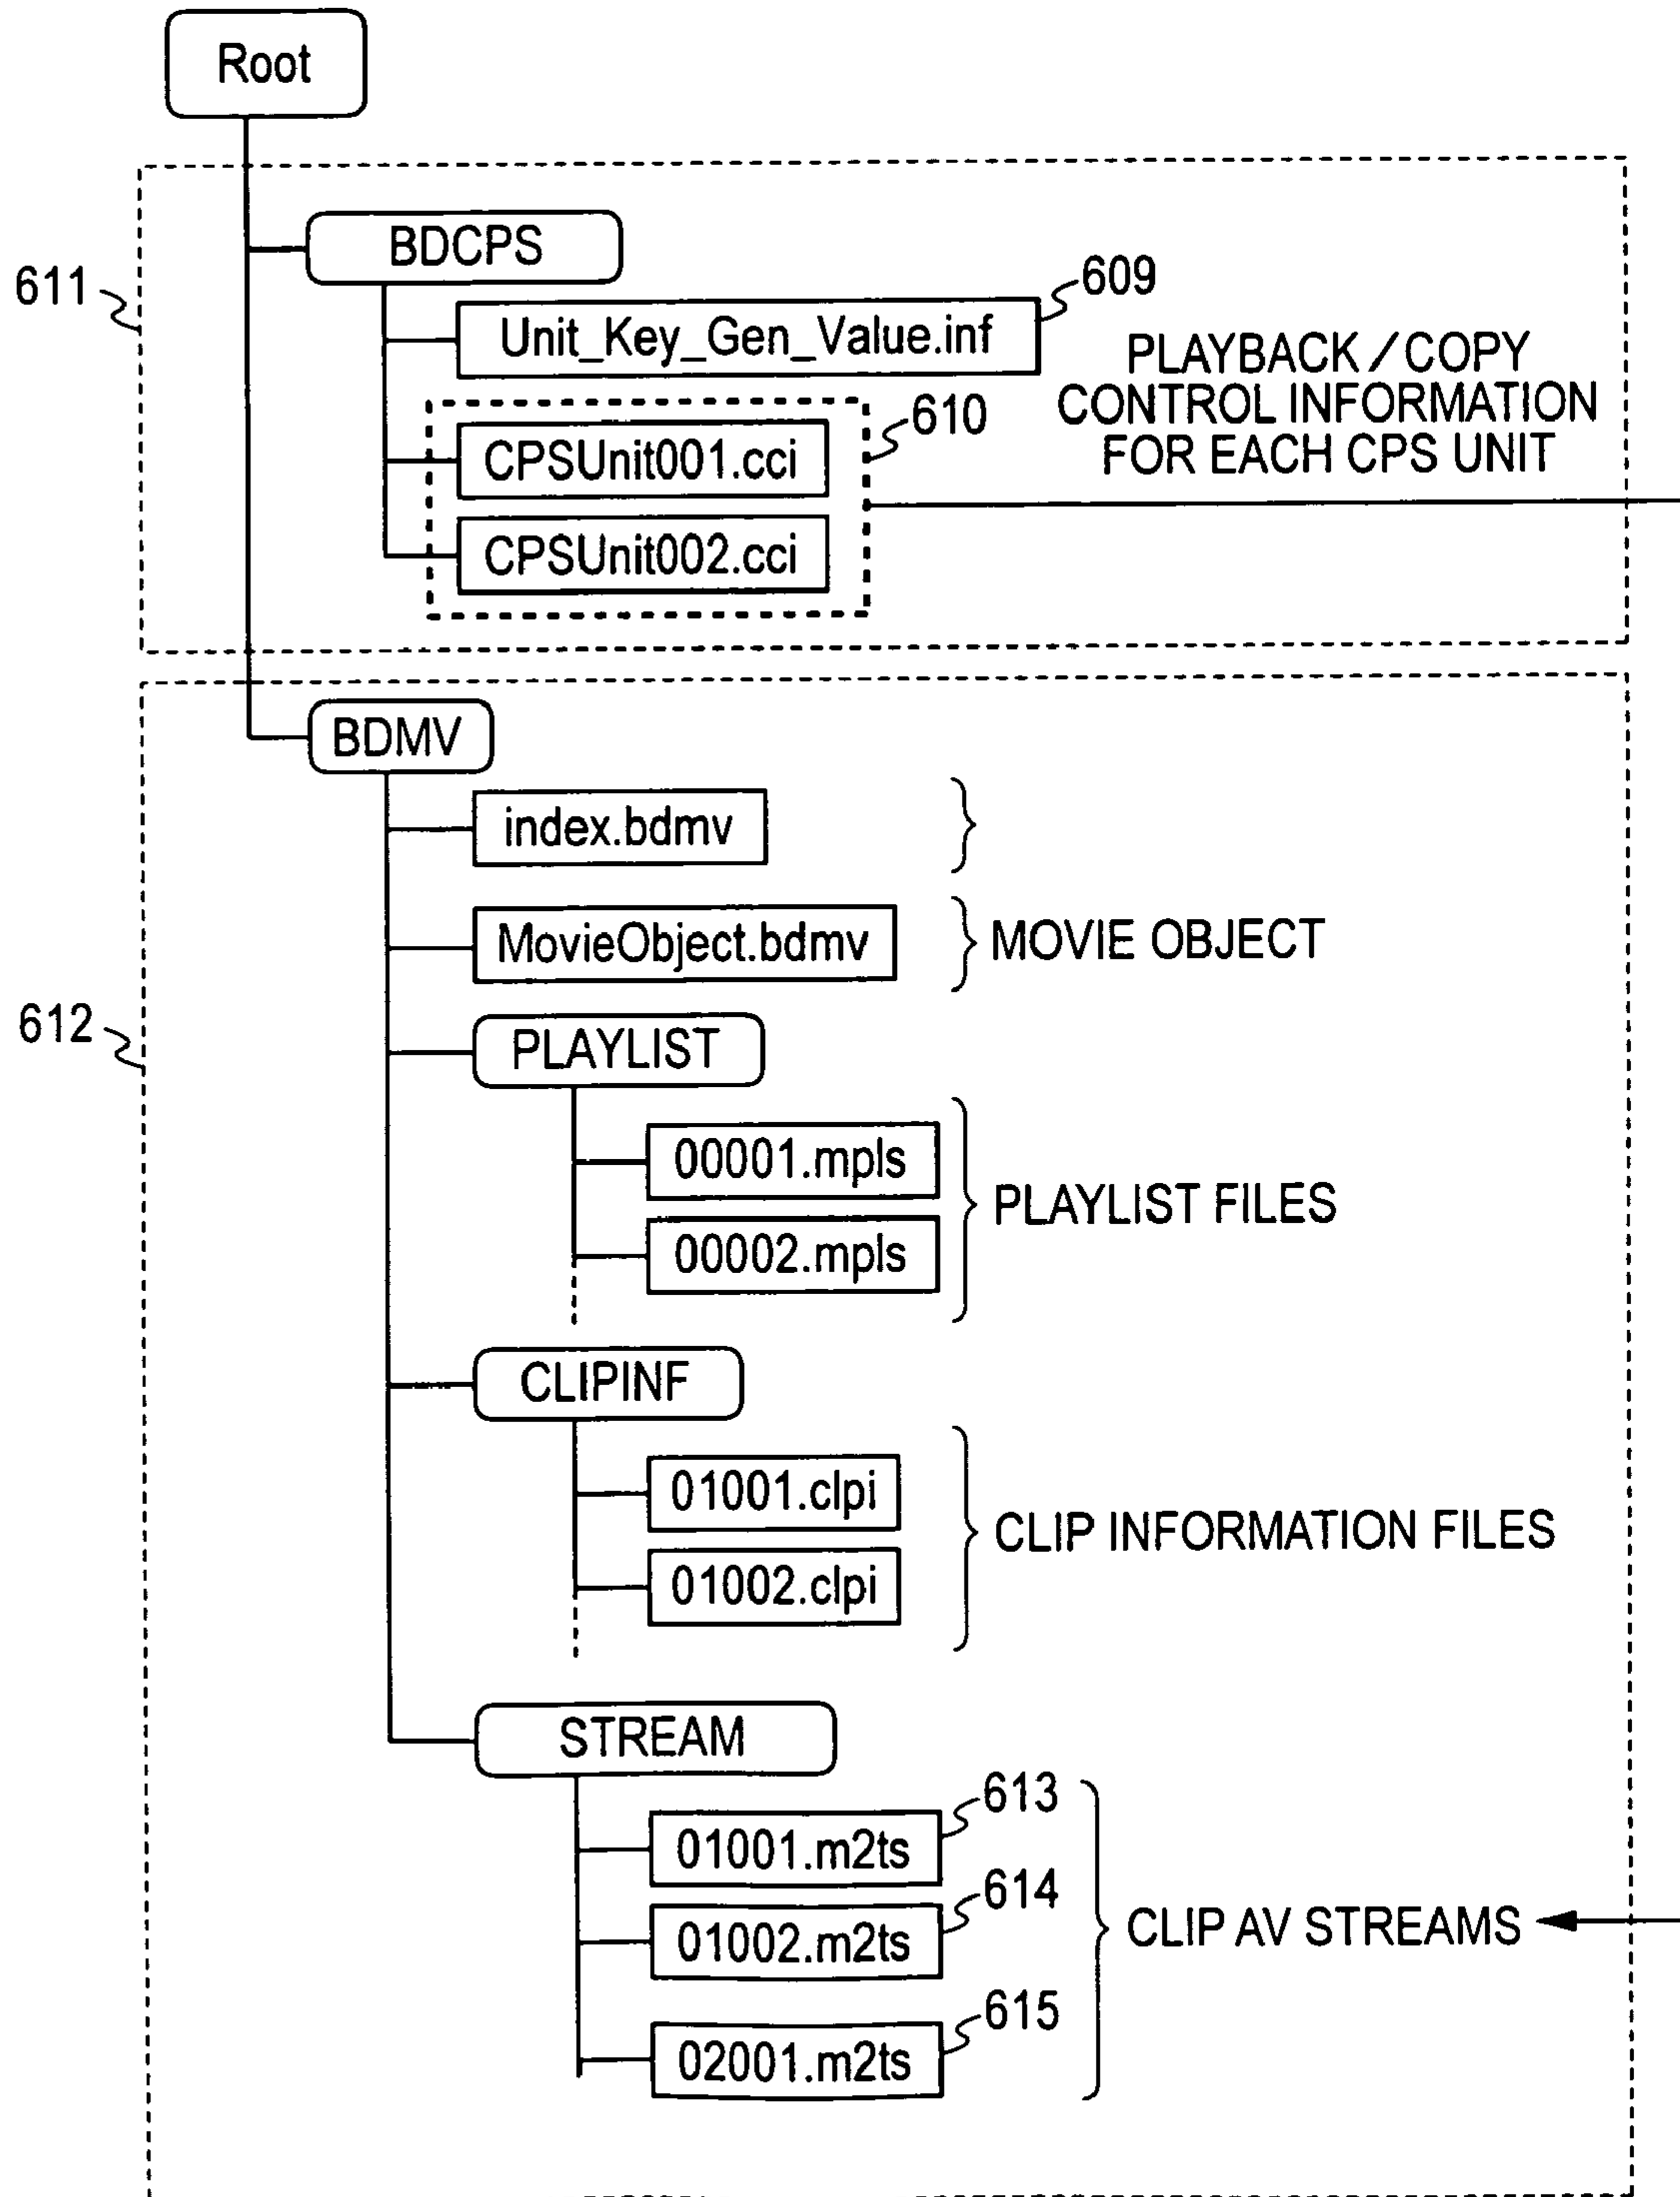 Root
BDCPS
611
609
Unit_Key_Gen_Value.inf
PLAYBACK/COPY
CONTROL INFORMATION
FOR EACH CPS UNIT
610
CPSUnit001.cci
CPSUnit002.cci
BDMV
index.bdmv
MovieObject.bdmv
MOVIE OBJECT
612
PLAYLIST
00001.mpls
00002.mpls
PLAYLIST FILES
CLIPINF
01001.clpi
01002.clpi
CLIP INFORMATION FILES
STREAM
613
01001.m2ts
614
01002.m2ts
CLIP AV STREAMS
615
02001.m2ts